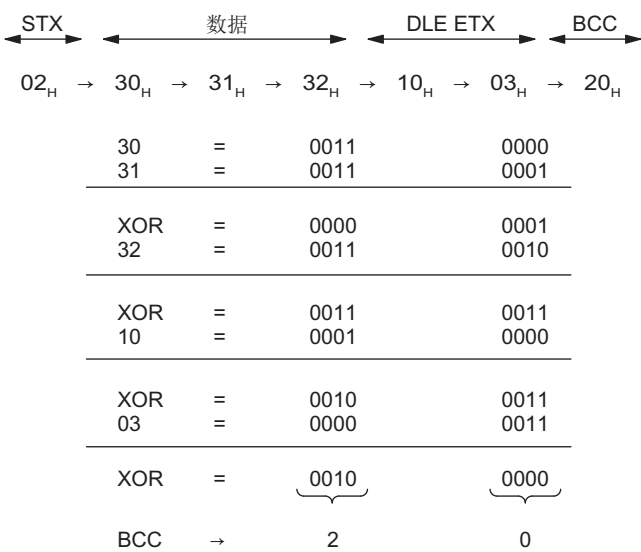 STX 数据 DLE ETX BCC
02H → 30H → 31H → 32H → 10H → 03H → 20H
30 = 0011 0000
31 = 0011 0001
XOR = 0000 0001
32 = 0011 0010
XOR = 0011 0011
10 = 0001 0000
XOR = 0010 0011
03 = 0000 0011
XOR = 0010 0000
BCC → 2 0